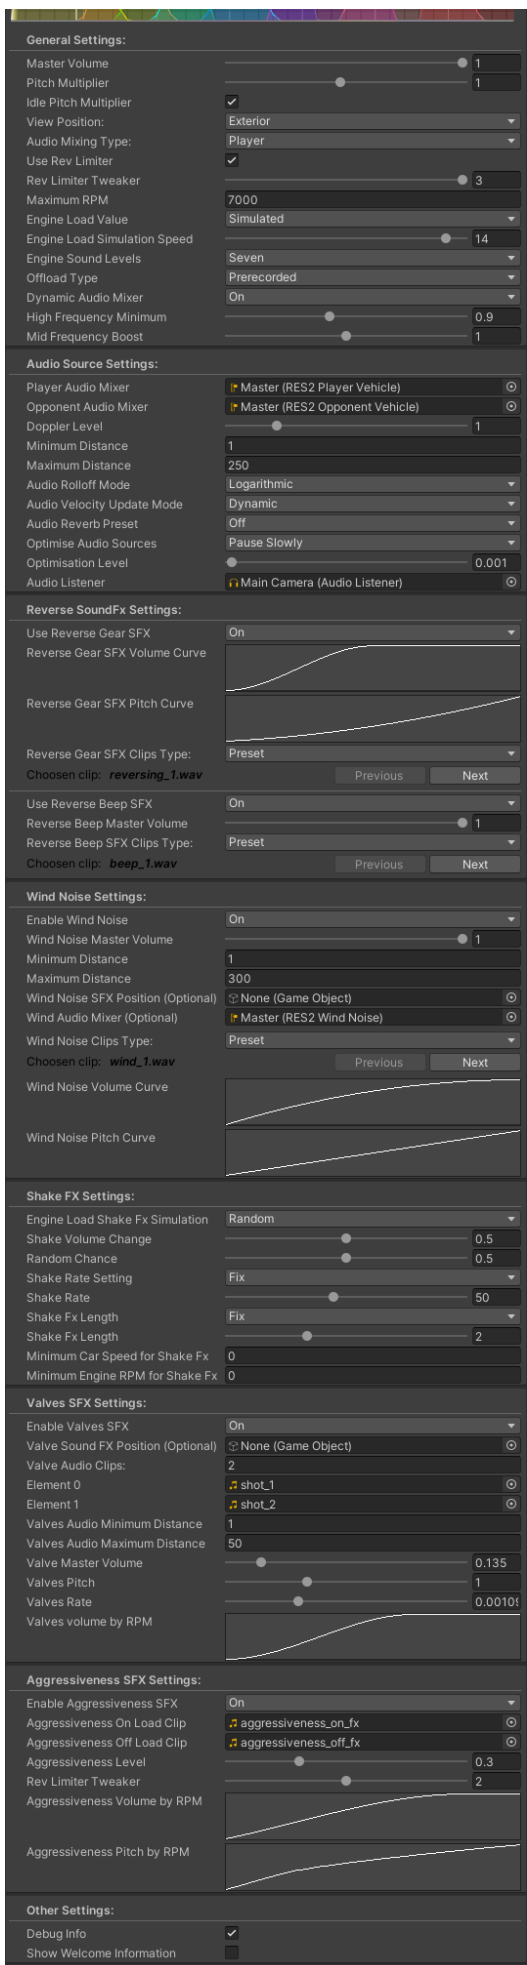 General Settings:
Master Volume 1
Pitch Multiplier 1
Idle Pitch Multiplier
View Position: Exterior
Audio Mixing Type: Player
Use Rev Limiter
Rev Limiter Tweaker 3
Maximum RPM 7000
Engine Load Value Simulated
Engine Load Simulation Speed 14
Engine Sound Levels Seven
Offload Type Prerecorded
Dynamic Audio Mixer On
High Frequency Minimum 0.9
Mid Frequency Boost 1
Audio Source Settings:
Player Audio Mixer Master (RES2 Player Vehicle)
Opponent Audio Mixer Master (RES2 Opponent Vehicle)
Doppler Level 1
Minimum Distance 1
Maximum Distance 250
Audio Rolloff Mode Logarithmic
Audio Velocity Update Mode Dynamic
Audio Reverb Preset Off
Optimise Audio Sources Pause Slowly
Optimisation Level 0.001
Audio Listener Main Camera (Audio Listener)
Reverse SoundFx Settings:
Use Reverse Gear SFX On
Reverse Gear SFX Volume Curve
Reverse Gear SFX Pitch Curve
Reverse Gear SFX Clips Type: Preset
Choosen clip: reversing_1.wav Previous Next
Use Reverse Beep SFX On
Reverse Beep Master Volume 1
Reverse Beep SFX Clips Type: Preset
Choosen clip: beep_1.wav Previous Next
Wind Noise Settings:
Enable Wind Noise On
Wind Noise Master Volume 1
Minimum Distance 1
Maximum Distance 300
Wind Noise SFX Position (Optional) None (Game Object)
Wind Audio Mixer (Optional) Master (RES2 Wind Noise)
Wind Noise Clips Type: Preset
Choosen clip: wind_1.wav Previous Next
Wind Noise Volume Curve
Wind Noise Pitch Curve
Shake FX Settings:
Engine Load Shake Fx Simulation Random
Shake Volume Change 0.5
Random Chance 0.5
Shake Rate Setting Fix
Shake Rate 50
Shake Fx Length Fix
Shake Fx Length 2
Minimum Car Speed for Shake Fx 0
Minimum Engine RPM for Shake Fx 0
Valves SFX Settings:
Enable Valves SFX On
Valve Sound FX Position (Optional) None (Game Object)
Valve Audio Clips: 2
Element 0 shot_1
Element 1 shot_2
Valves Audio Minimum Distance 1
Valves Audio Maximum Distance 50
Valve Master Volume 0.135
Valves Pitch 1
Valves Rate 0.00109
Valves volume by RPM
Aggressiveness SFX Settings:
Enable Aggressiveness SFX On
Aggressiveness On Load Clip aggressiveness_on_fx
Aggressiveness Off Load Clip aggressiveness_off_fx
Aggressiveness Level 0.3
Rev Limiter Tweaker 2
Aggressiveness Volume by RPM
Aggressiveness Pitch by RPM
Other Settings:
Debug Info
Show Welcome Information